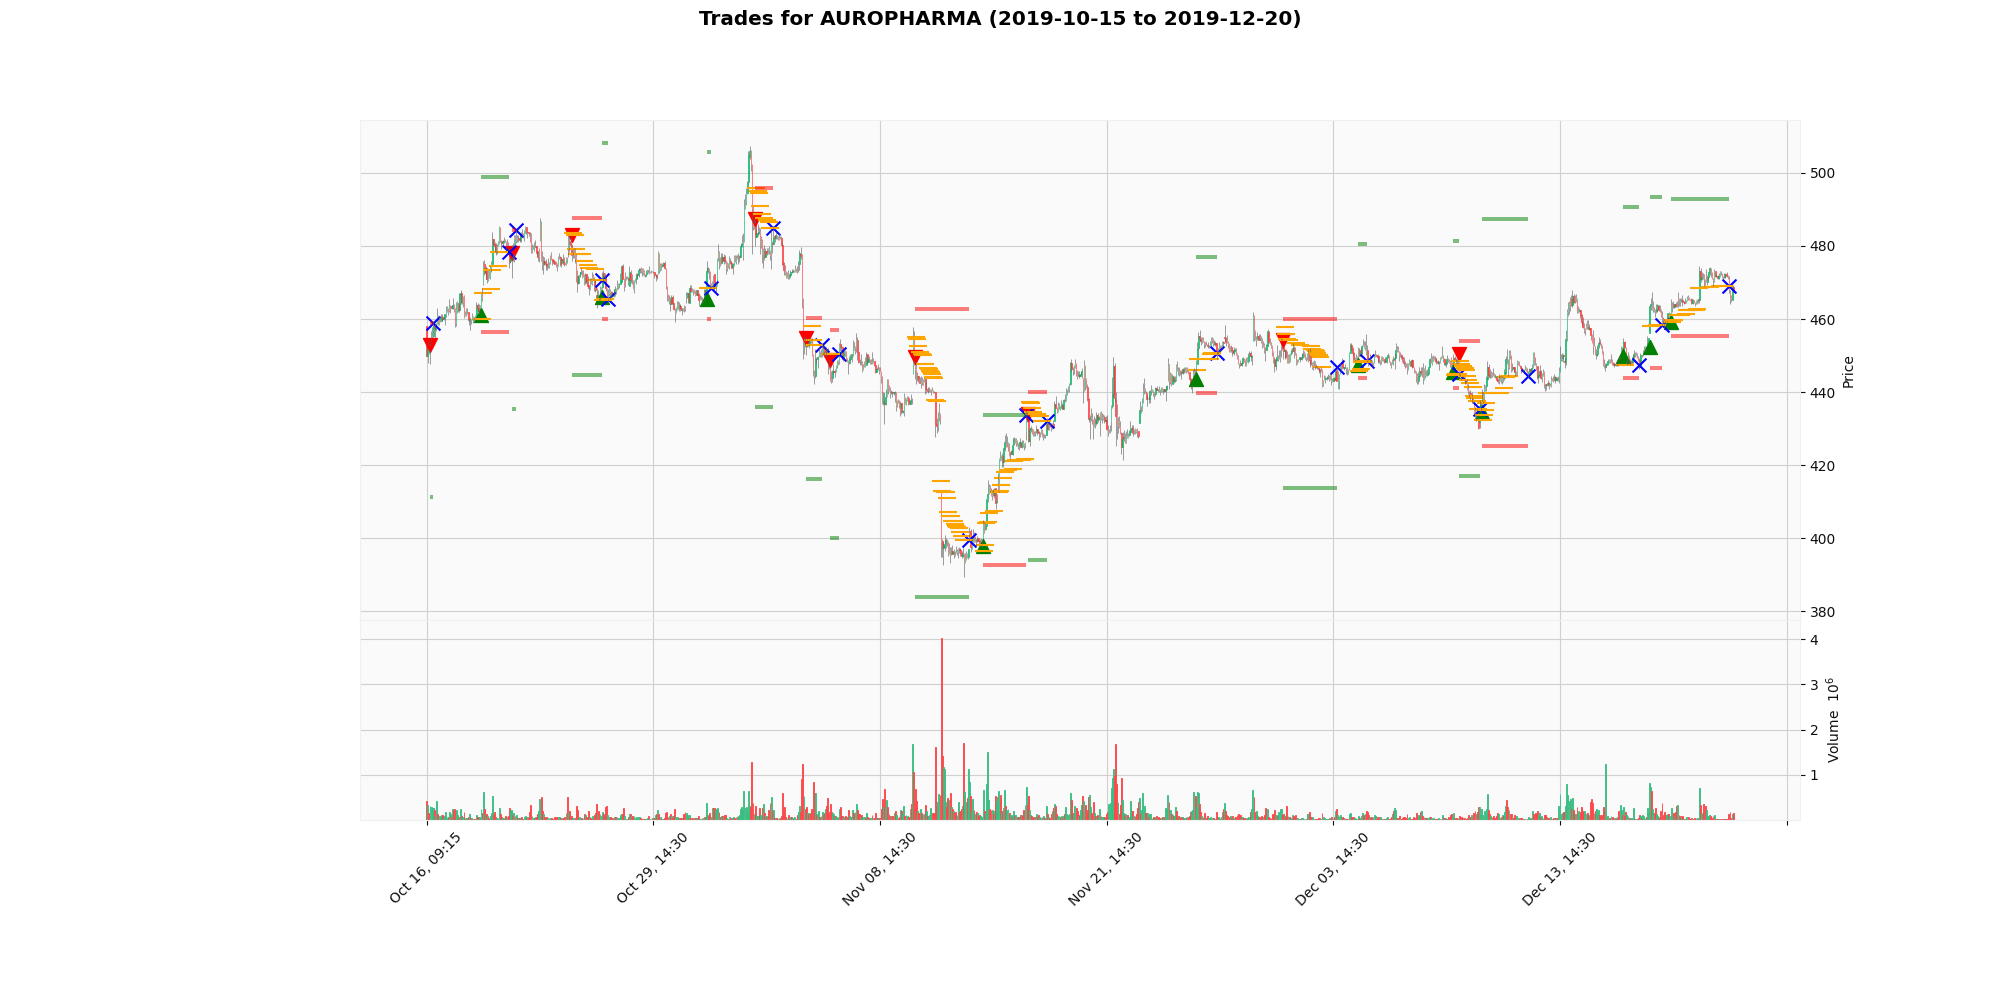 Trades for AUROPHARMA (2019-10-15 to 2019-12-20)
500
480
460
440
420
400
380
Price
4
3
2
1
Volume 10⁶
Oct 16, 09:15
Oct 29, 14:30
Nov 08, 14:30
Nov 21, 14:30
Dec 03, 14:30
Dec 13, 14:30